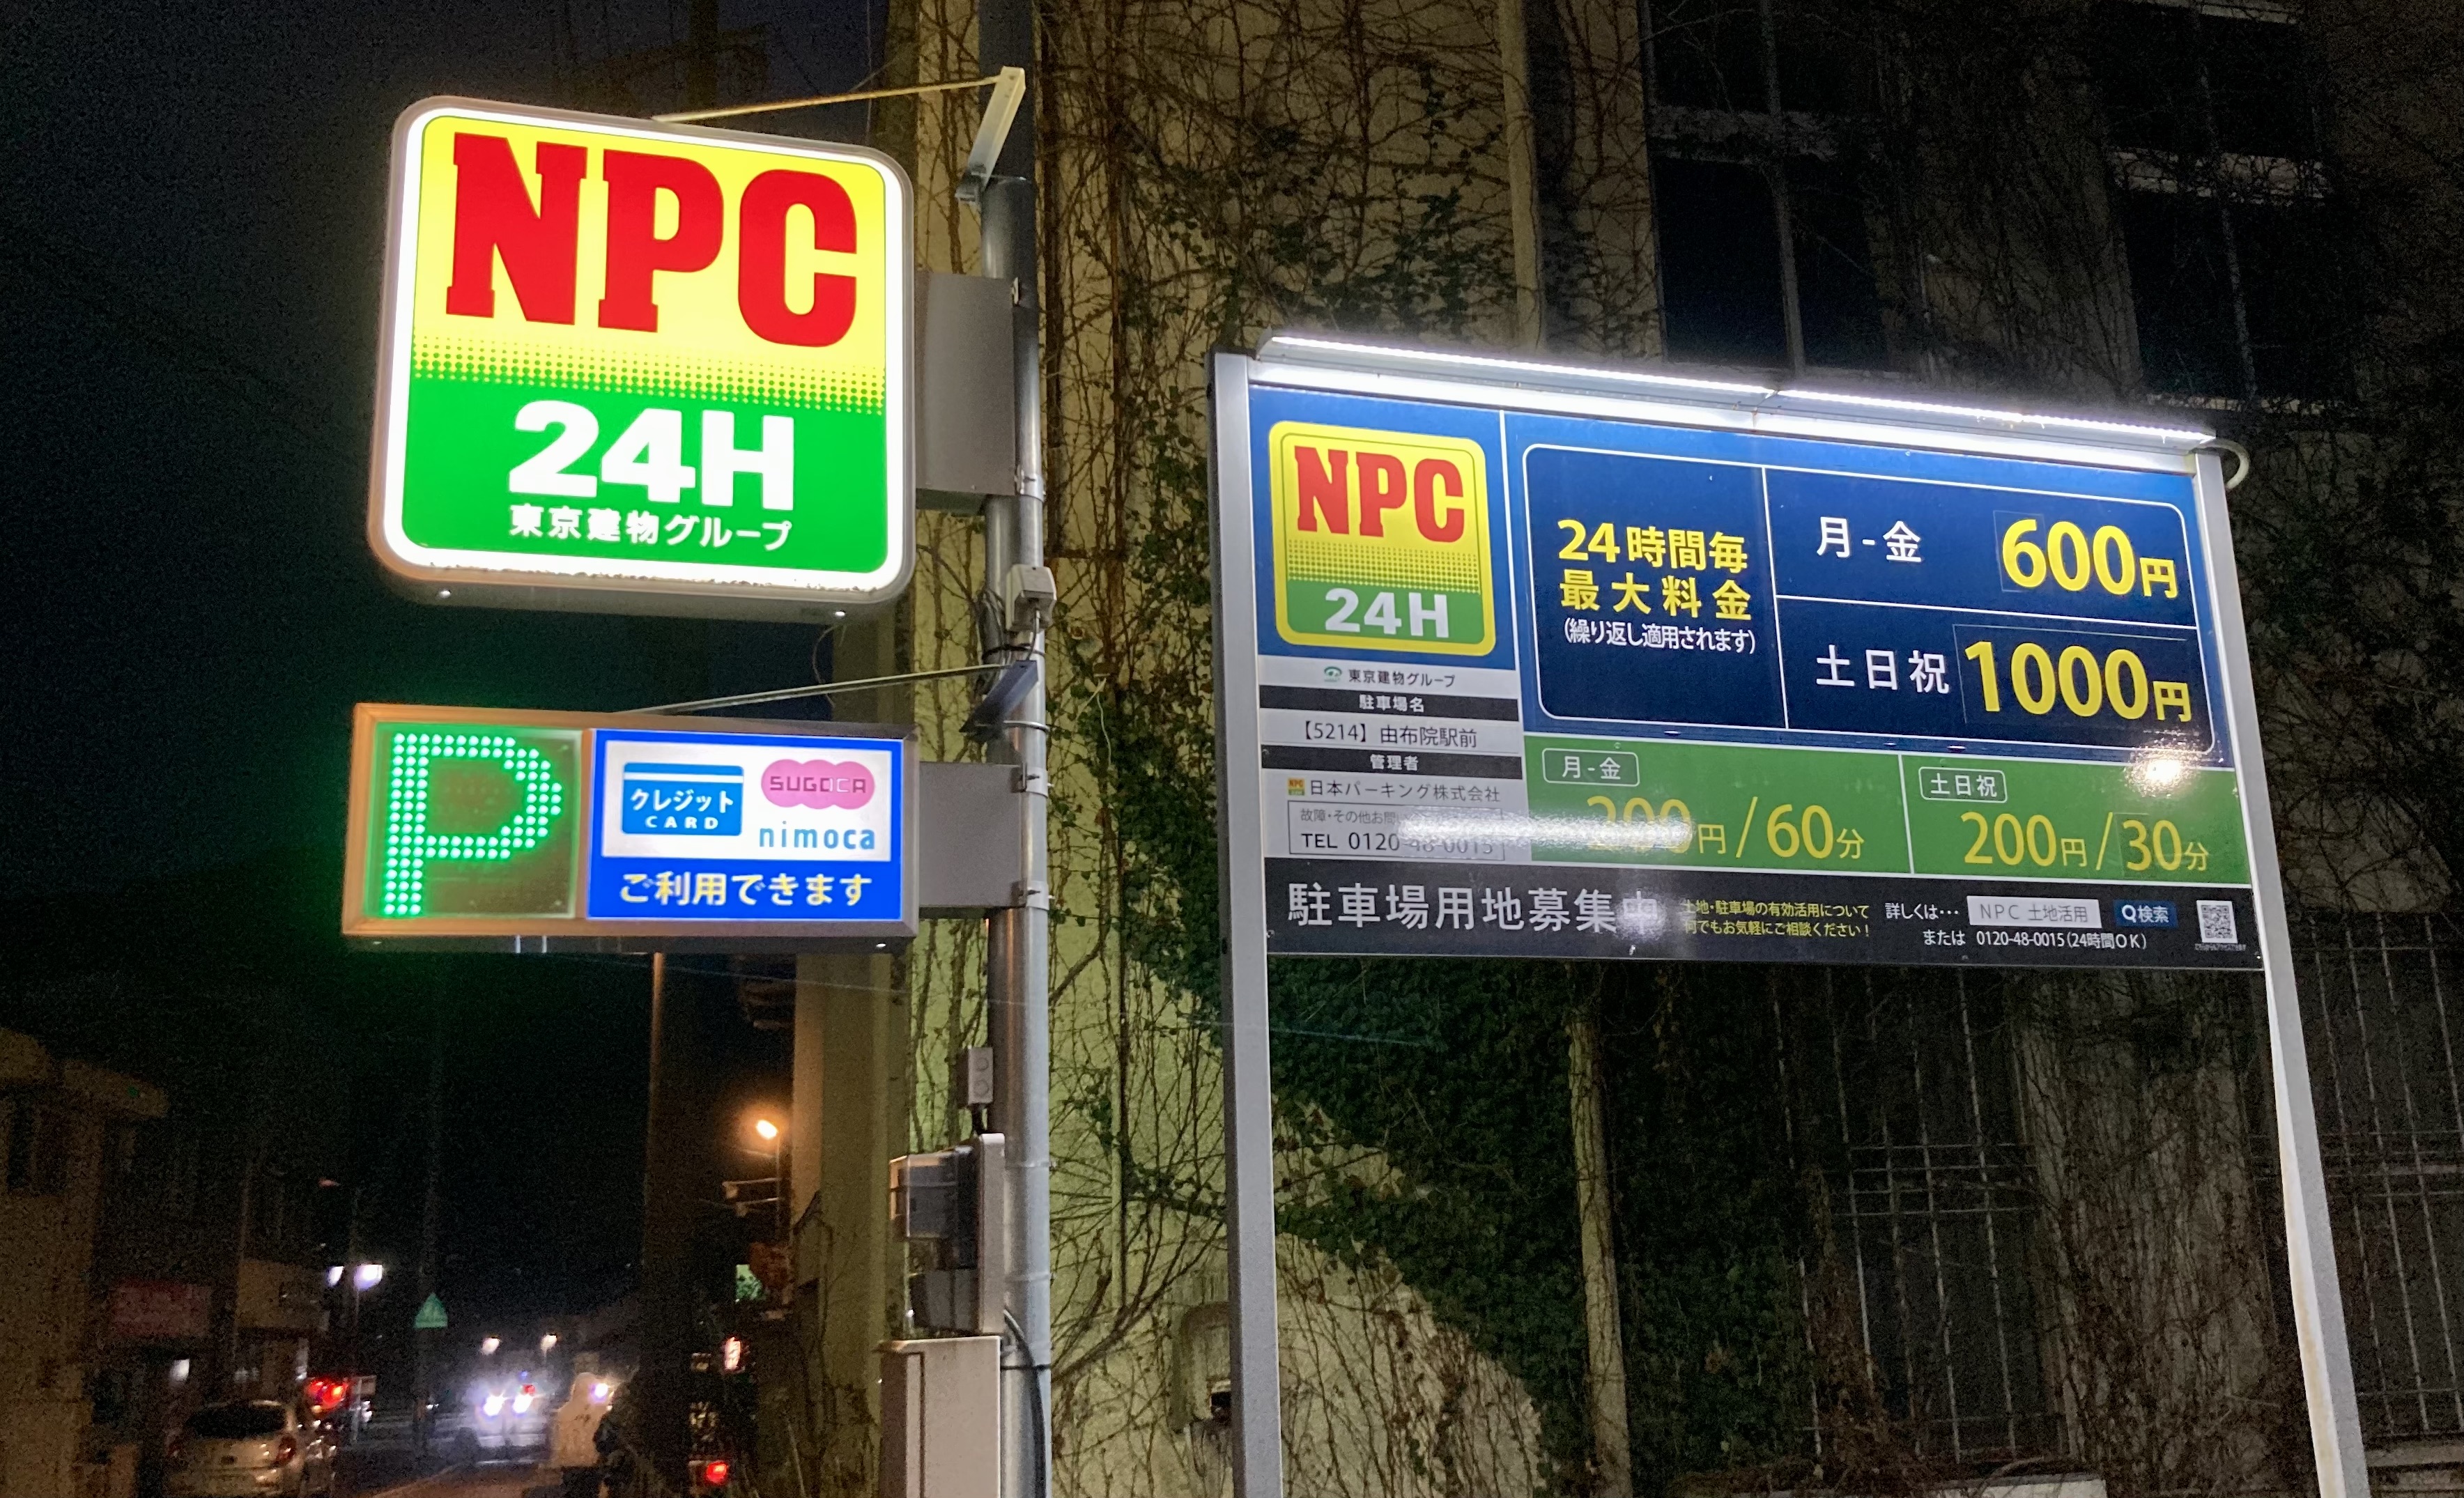 NPC
24H
東京建物グループ
P
クレジット
CARD
SUGOCA
nimoca
ご利用できます
NPC
24H
東京建物グループ
駐車場名
【5214】由布院駅前
管理者
日本パーキング株式会社
故障・その他お問い
TEL 0120-48-0015
24時間毎
最大料金
(繰り返し適用されます)
月-金 600円
土日祝 1000円
月-金
200円/60分
土日祝
200円/30分
駐車場用地募集中
土地・駐車場の有効活用について
何でもお気軽にご相談ください!
詳しくは… NPC 土地活用 検索
または 0120-48-0015(24時間OK)